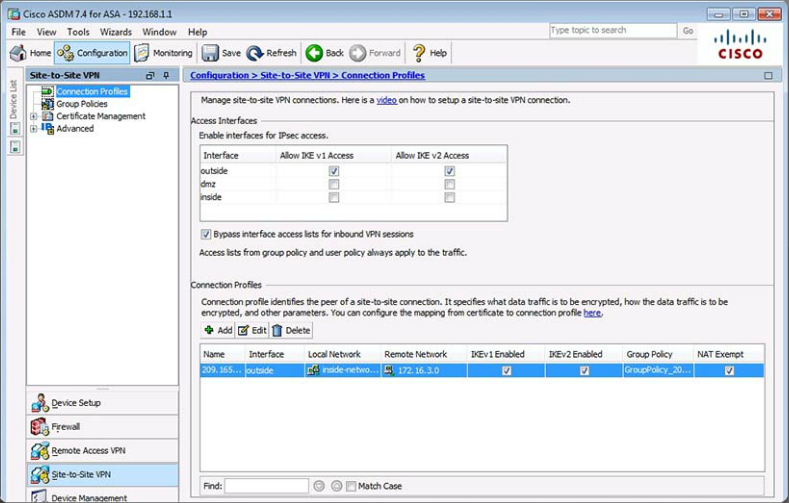 Cisco ASDM 7.4 for ASA - 192.168.1.1
File View Tools Wizards Window Help
Type topic to search Go
Home Configuration Monitoring Save Refresh Back Forward Help
CISCO
Device List
Site-to-Site VPN
Connection Profiles
Group Policies
Certificate Management
Advanced
Device Setup
Firewall
Remote Access VPN
Site-to-Site VPN
Device Management
Configuration > Site-to-Site VPN > Connection Profiles
Manage site-to-site VPN connections. Here is a video on how to setup a site-to-site VPN connection.
Access Interfaces
Enable interfaces for IPsec access.
Interface Allow IKE v1 Access Allow IKE v2 Access
outside
dmz
inside
Bypass interface access lists for inbound VPN sessions
Access lists from group policy and user policy always apply to the traffic.
Connection Profiles
Connection profile identifies the peer of a site-to-site connection. It specifies what data traffic is to be encrypted, how the data traffic is to be
encrypted, and other parameters. You can configure the mapping from certificate to connection profile here.
Add Edit Delete
Name Interface Local Network Remote Network IKEv1 Enabled IKEv2 Enabled Group Policy NAT Exempt
209.165... outside inside-netwo... 172.16.3.0 GroupPolicy_20...
Find: Match Case